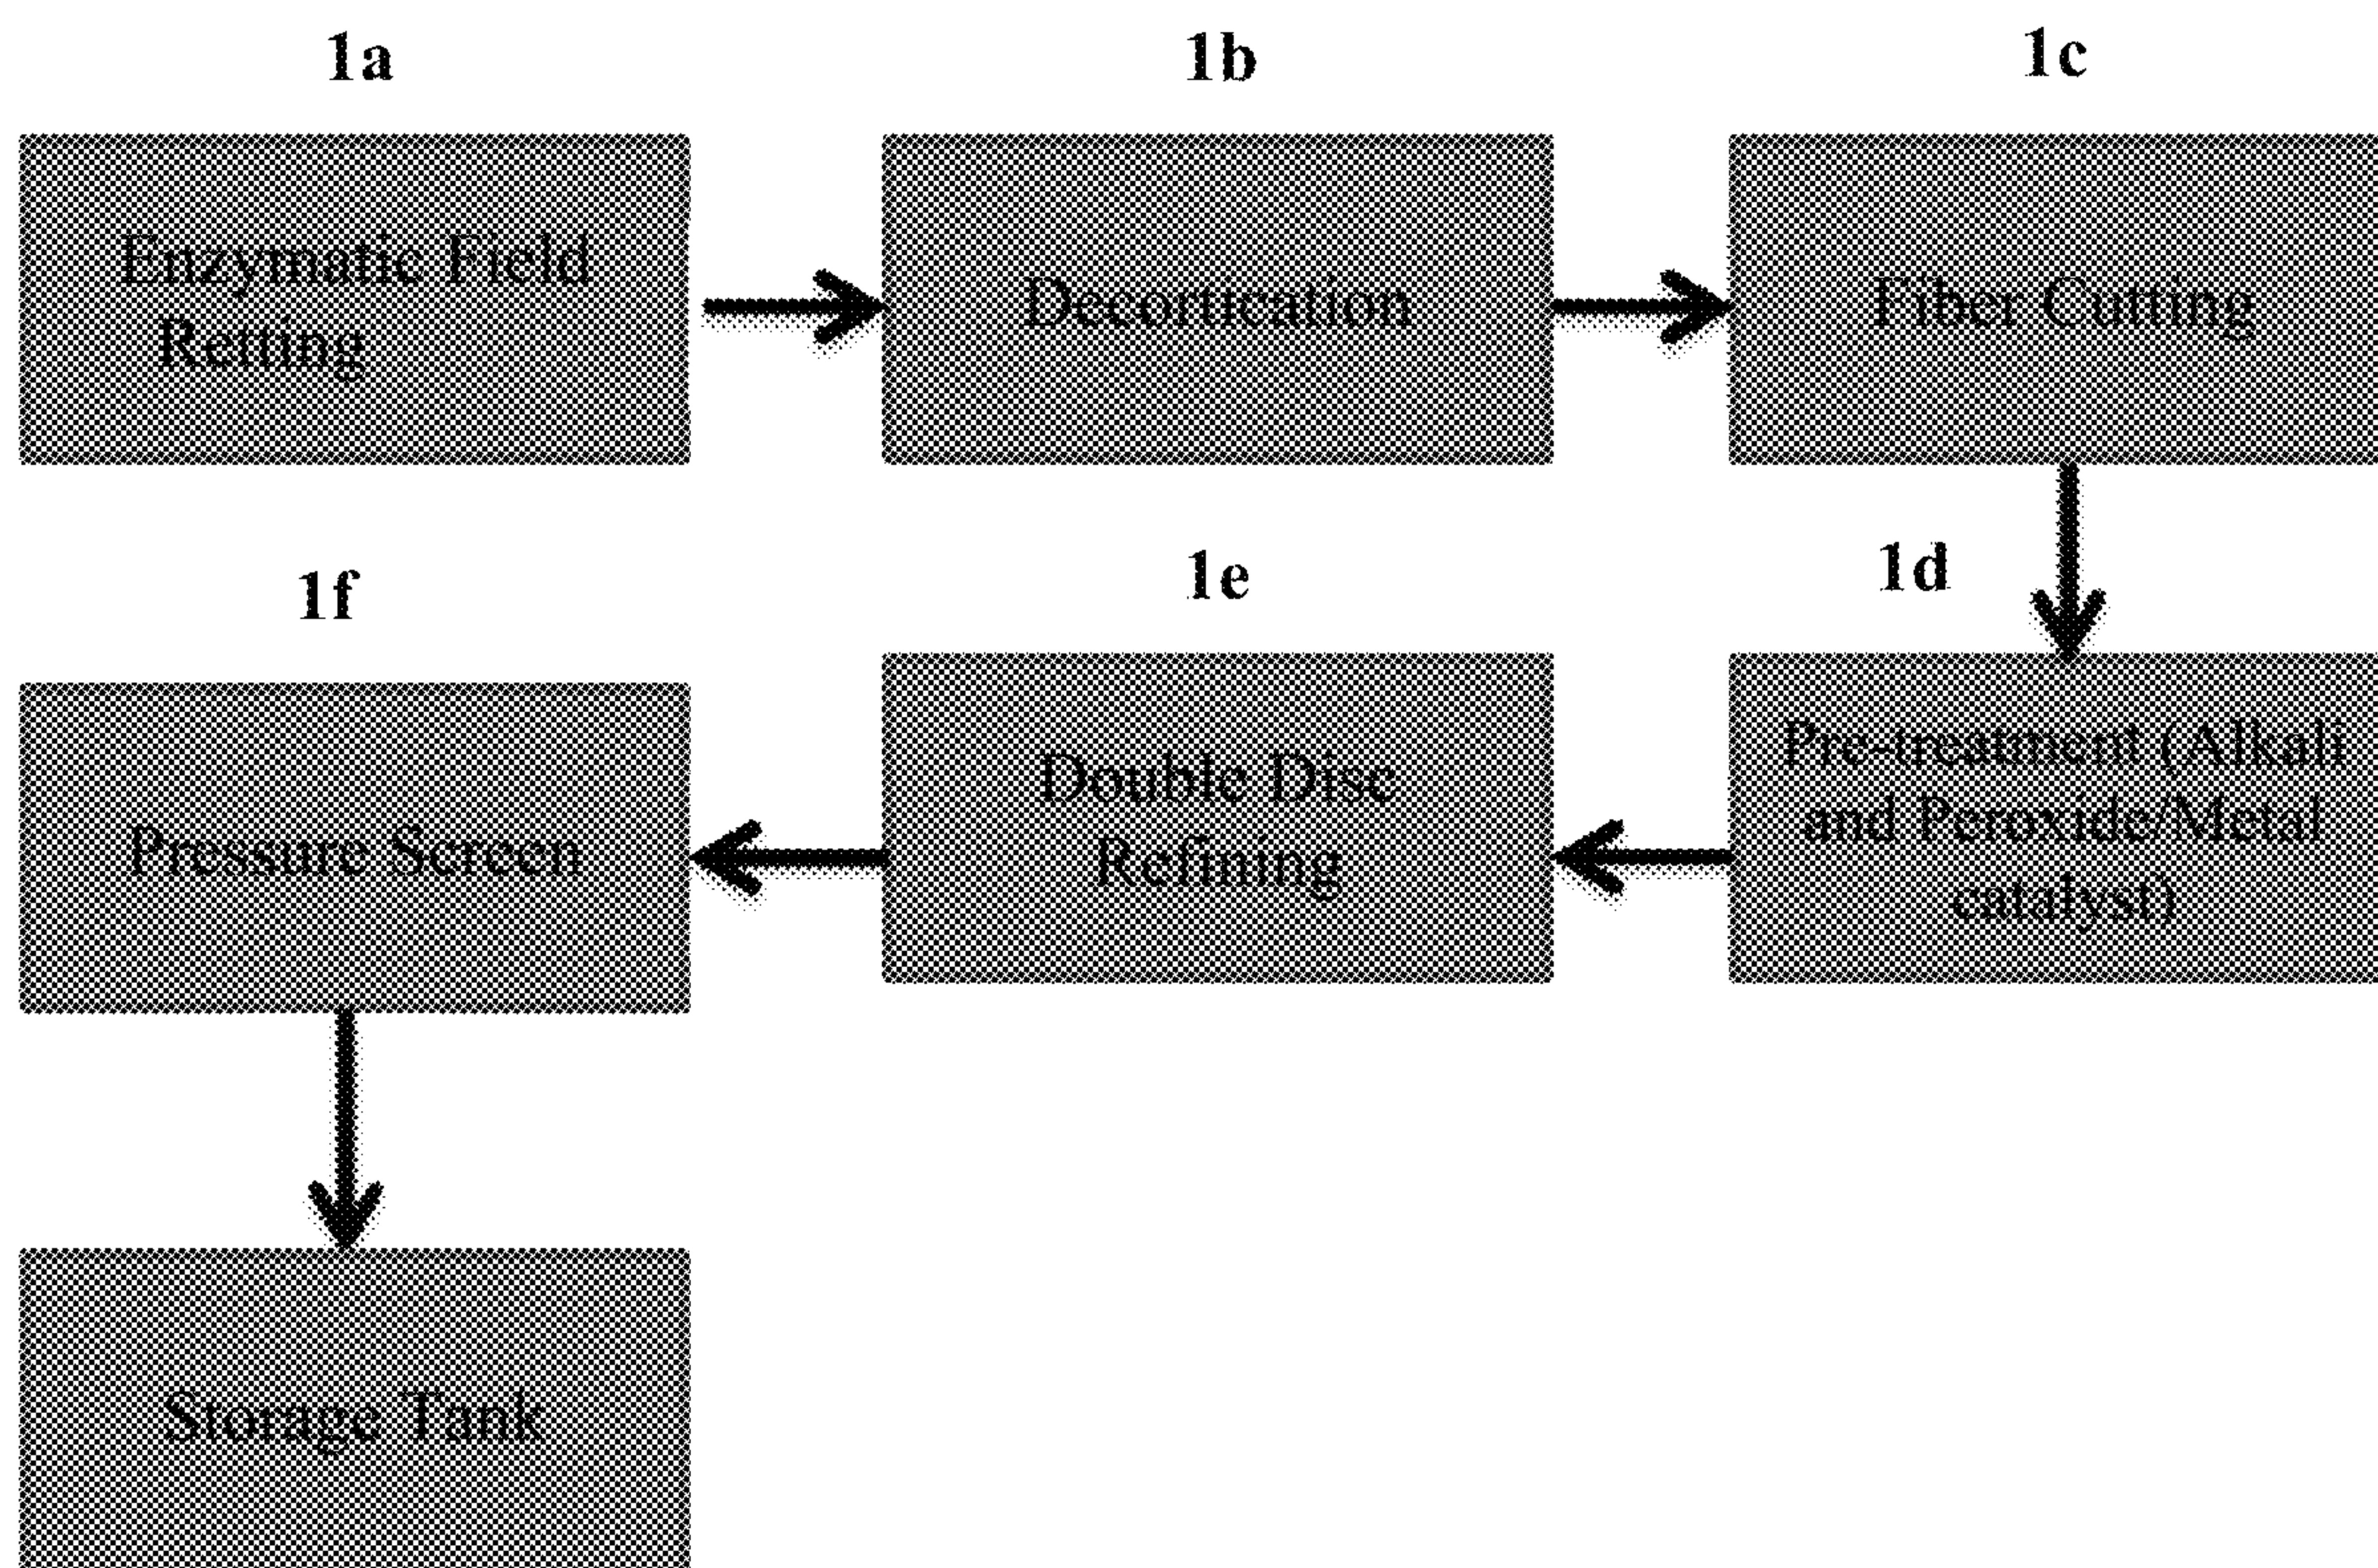 1a
Enzymatic Field
Retting
1b
Decortication
1c
Fiber Cutting
1d
Pre-treatment (Alkali
and Peroxide/Metal
catalyst)
1e
Double Disc
Refining
1f
Pressure Screen
Storage Tank